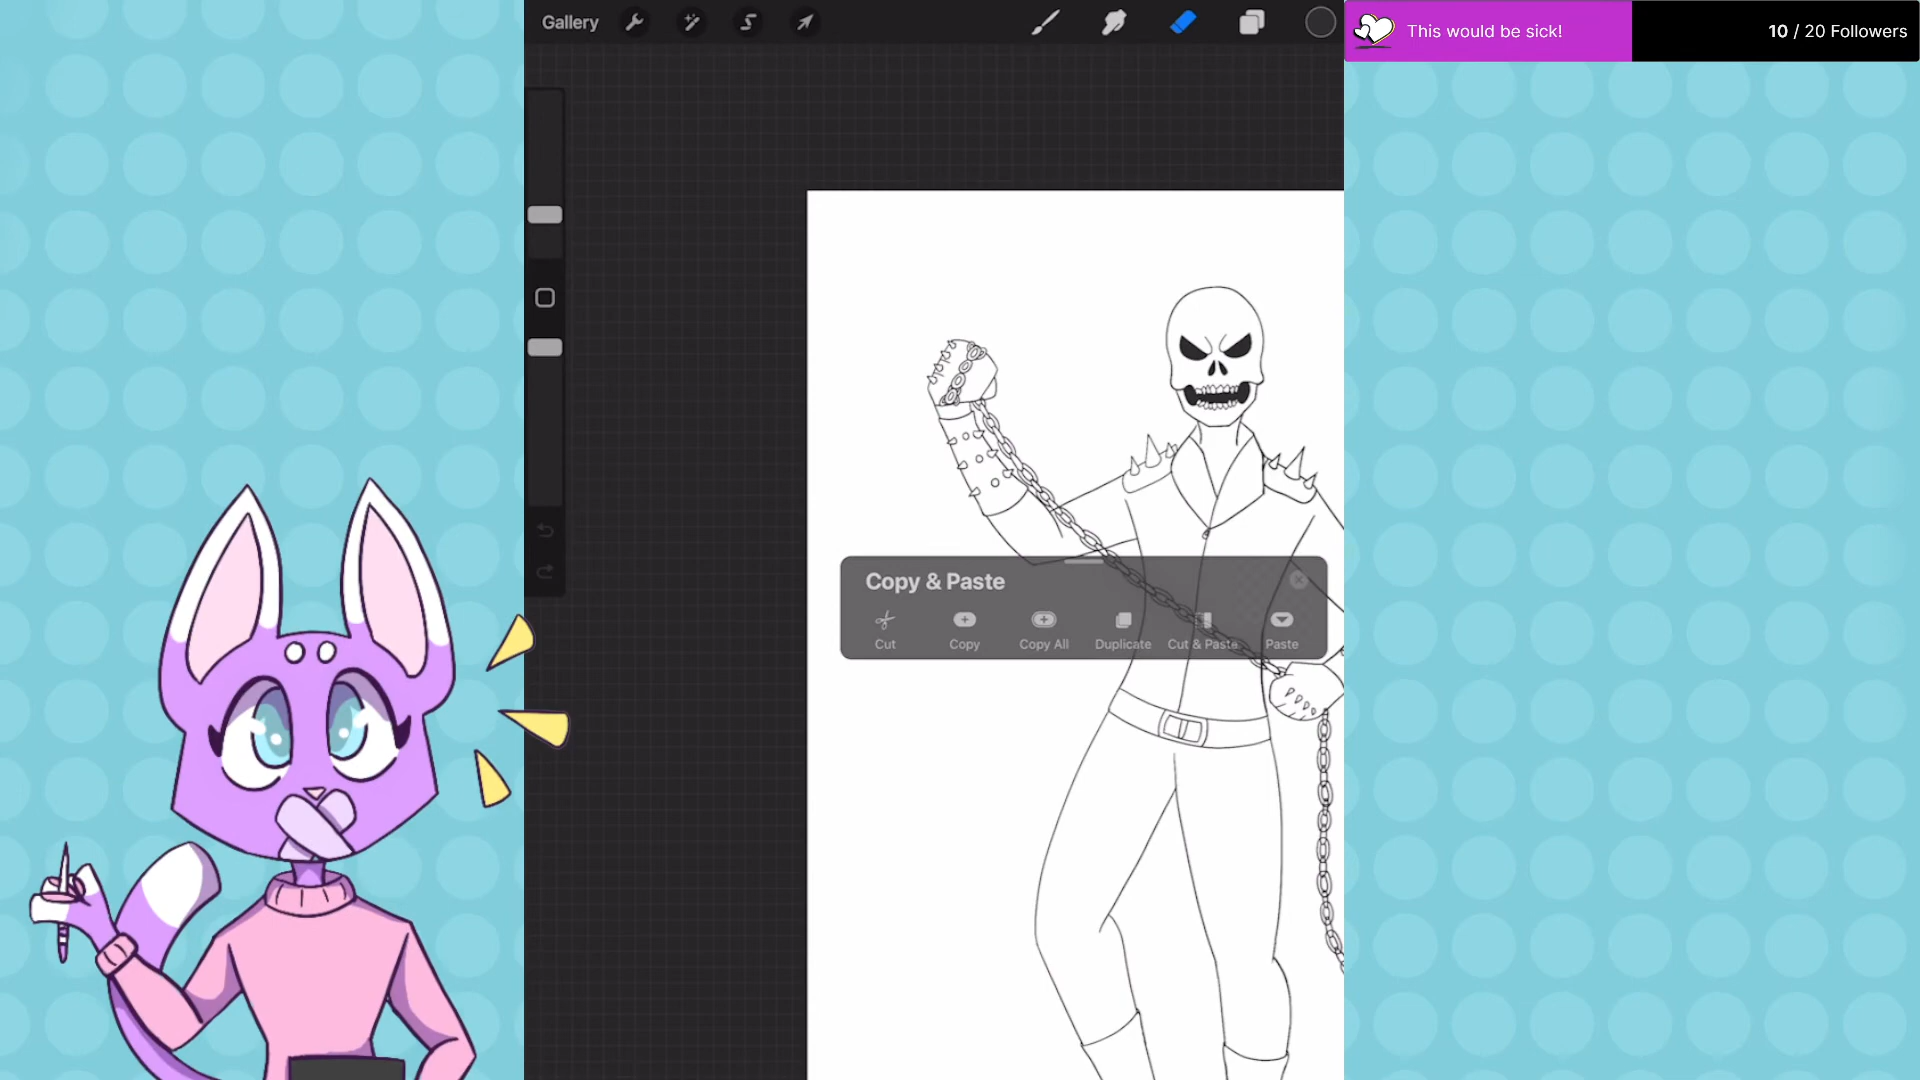 Gallery
This would be sick!
10 / 20 Followers
Copy & Paste
Cut
Copy
Copy All
Duplicate
Cut & Paste
Paste